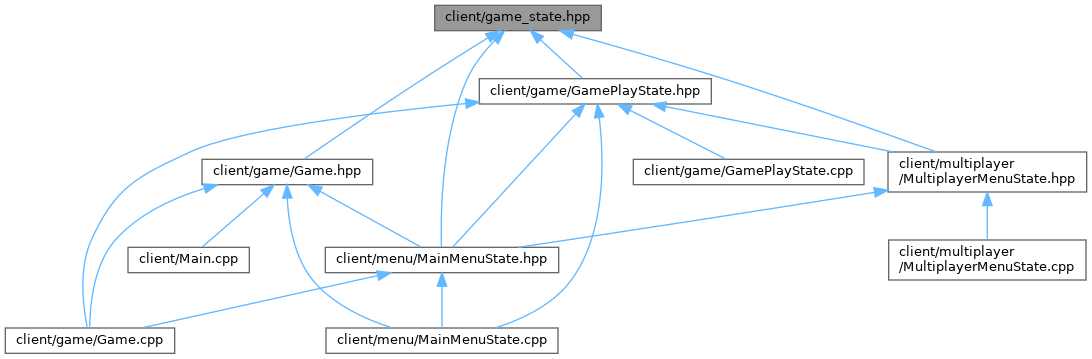 client/game_state.hpp
client/game/GamePlayState.hpp
client/game/Game.hpp
client/game/GamePlayState.cpp
client/multiplayer
/MultiplayerMenuState.hpp
client/Main.cpp
client/menu/MainMenuState.hpp
client/multiplayer
/MultiplayerMenuState.cpp
client/game/Game.cpp
client/menu/MainMenuState.cpp